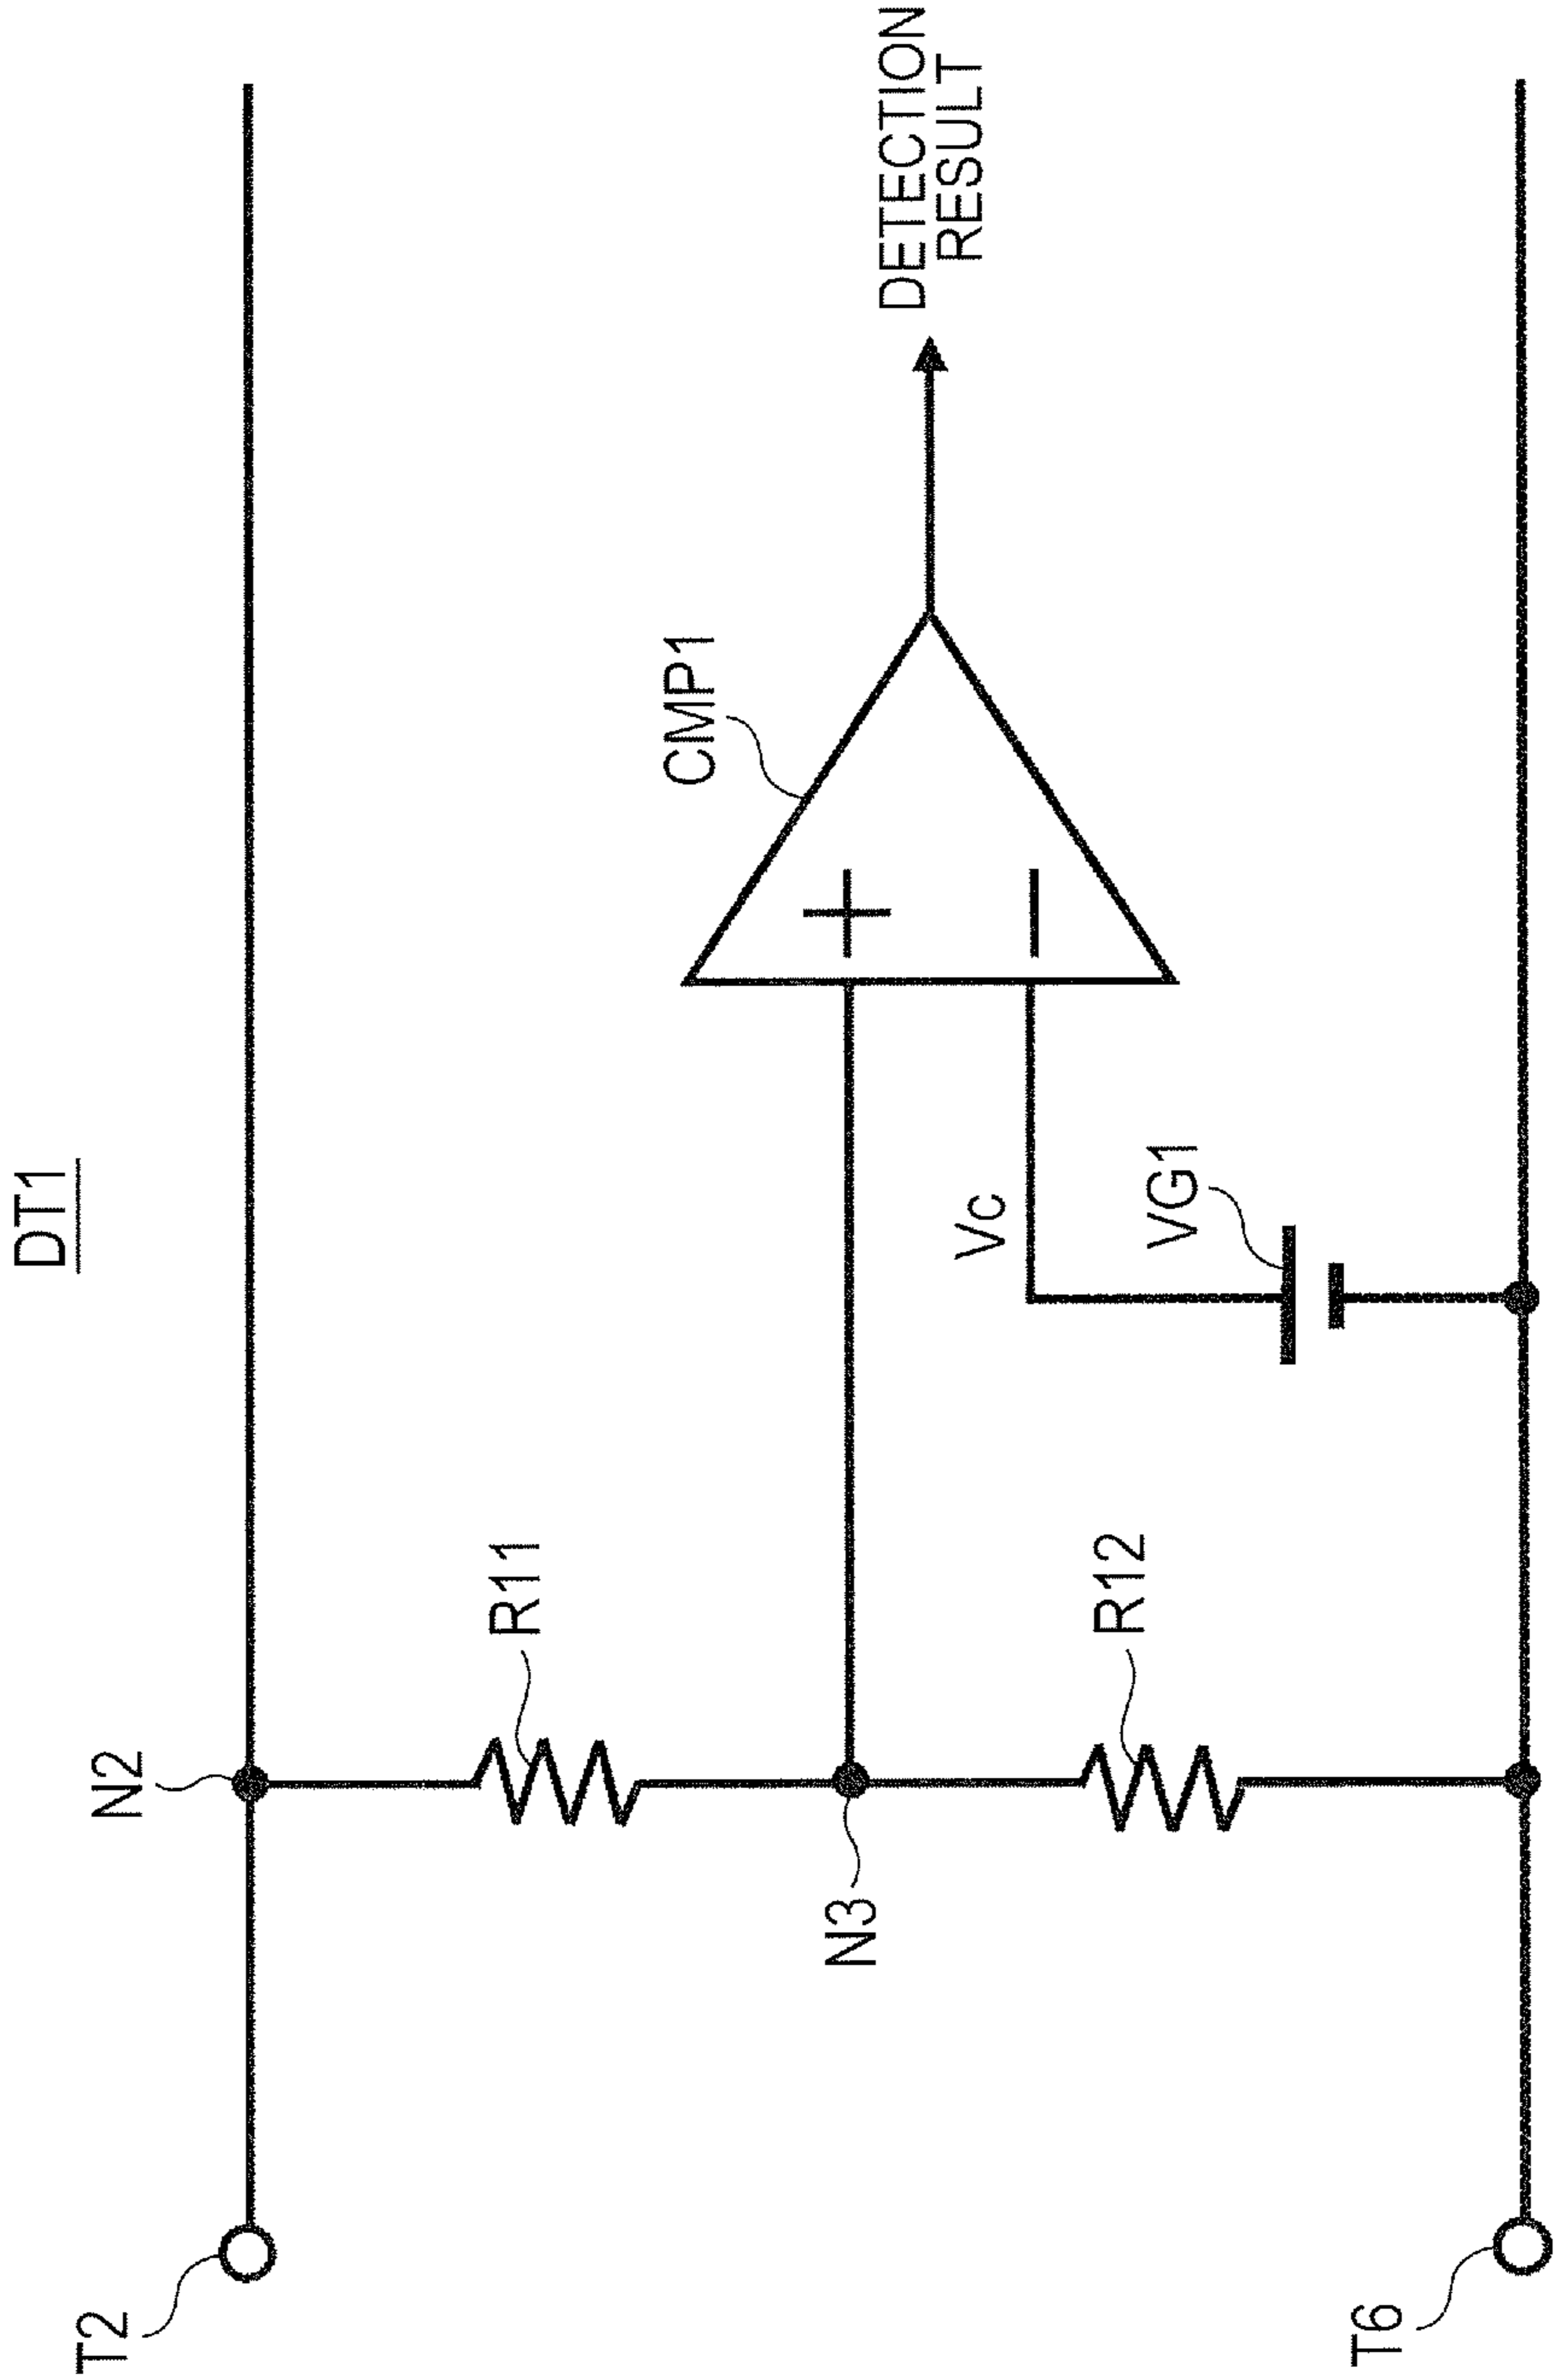 DT1
T2
N2
R11
N3
R12
T6
Vc
VG1
CMP1
+
−
DETECTION
RESULT